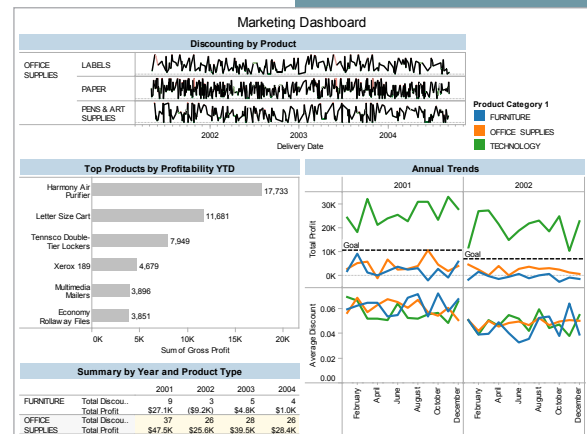 Marketing Dashboard
Discounting by Product
OFFICE
SUPPLIES
LABELS
PAPER
PENS & ART
SUPPLIES
2002 2003 2004
Delivery Date
Product Category 1
FURNITURE
OFFICE SUPPLIES
TECHNOLOGY
Top Products by Profitability YTD
Harmony Air
Purifier
17,733
Letter Size Cart
11,681
Tennsco Double-
Tier Lockers
7,949
Xerox 189
4,679
Multimedia
Mailers
3,896
Economy
Rollaway Files
3,851
0K 5K 10K 15K 20K
Sum of Gross Profit
Annual Trends
2001 2002
Total Profit
30K
20K
10K
0K
Goal
Goal
Average Discount
0.06
0.04
0.02
0.00
February April June August October December February April June August October December
Summary by Year and Product Type
2001 2002 2003 2004
FURNITURE Total Discou.. 9 3 5 4
Total Profit $27.1K ($9.2K) $4.8K $1.0K
OFFICE Total Discou.. 37 26 28 26
SUPPLIES Total Profit $47.5K $25.6K $39.5K $28.4K